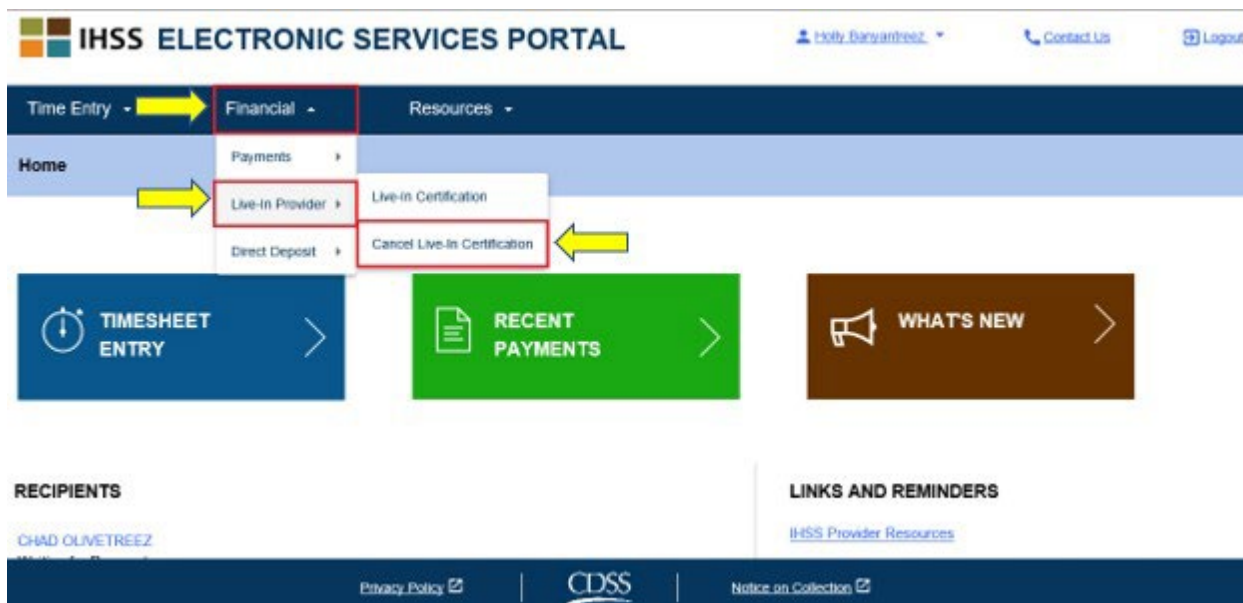 IHSS ELECTRONIC SERVICES PORTAL
Holly Banyantreez
Contact Us
Logout
Time Entry
Financial
Resources
Home
Payments
Live-In Provider
Live-In Certification
Direct Deposit
Cancel Live-In Certification
TIMESHEET
ENTRY
RECENT
PAYMENTS
WHAT'S NEW
RECIPIENTS
LINKS AND REMINDERS
CHAD OLIVETREEZ
IHSS Provider Resources
Privacy Policy
CDSS
Notice on Collection